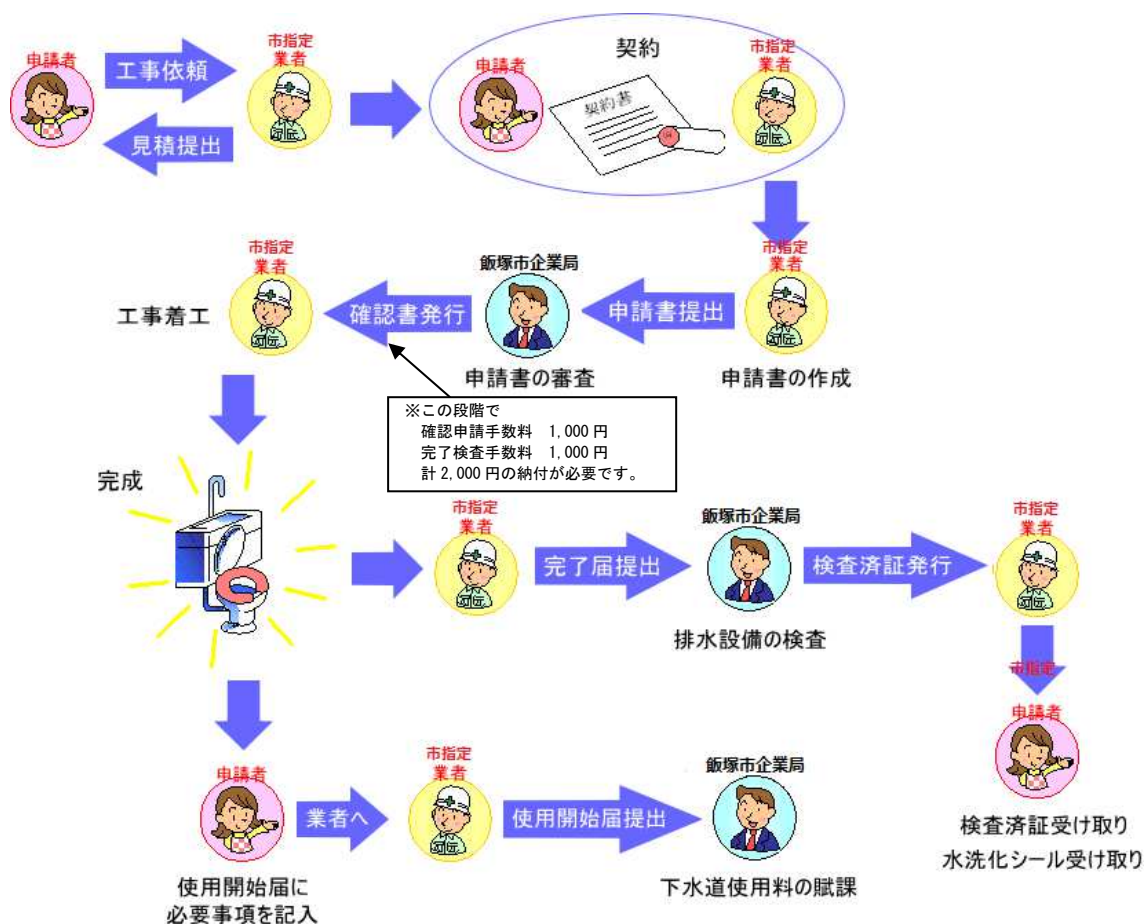 申請者
工事依頼
見積提出
市指定
業者
契約
申請者
契約書
市指定
業者
市指定
業者
申請書の作成
申請書提出
飯塚市企業局
申請書の審査
確認書発行
市指定
業者
工事着工
※この段階で
確認申請手数料 1,000円
完了検査手数料 1,000円
計2,000円の納付が必要です。
完成
市指定
業者
完了届提出
飯塚市企業局
排水設備の検査
検査済証発行
市指定
業者
市指定
申請者
検査済証受け取り
水洗化シール受け取り
申請者
使用開始届に
必要事項を記入
業者へ
市指定
業者
使用開始届提出
飯塚市企業局
下水道使用料の賦課